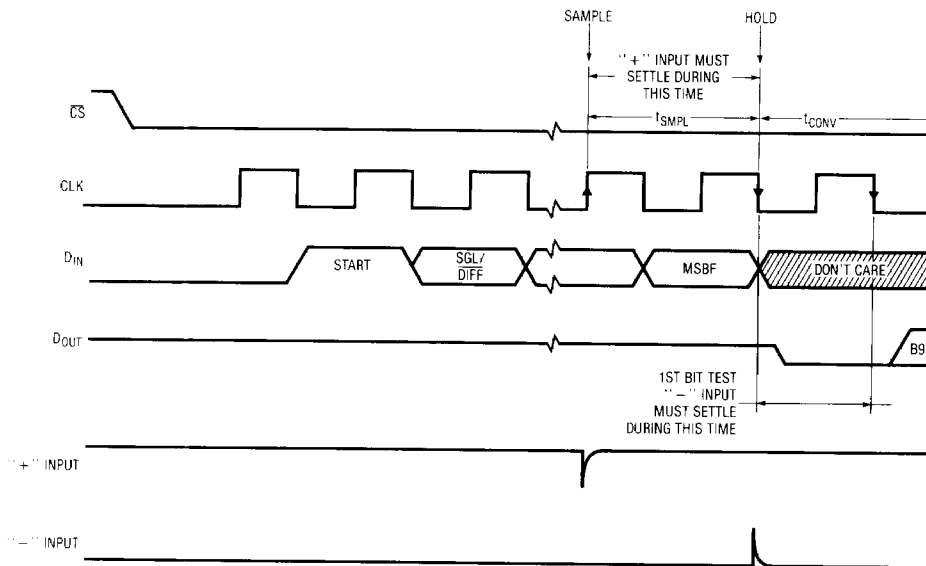 SAMPLE
HOLD
"+" INPUT MUST
SETTLE DURING
THIS TIME
CS
tSMPL
tCONV
CLK
DIN
START
SGL/
DIFF
MSBF
DON'T CARE
DOUT
B9
1ST BIT TEST
"–" INPUT
MUST SETTLE
DURING THIS TIME
"+" INPUT
"–" INPUT